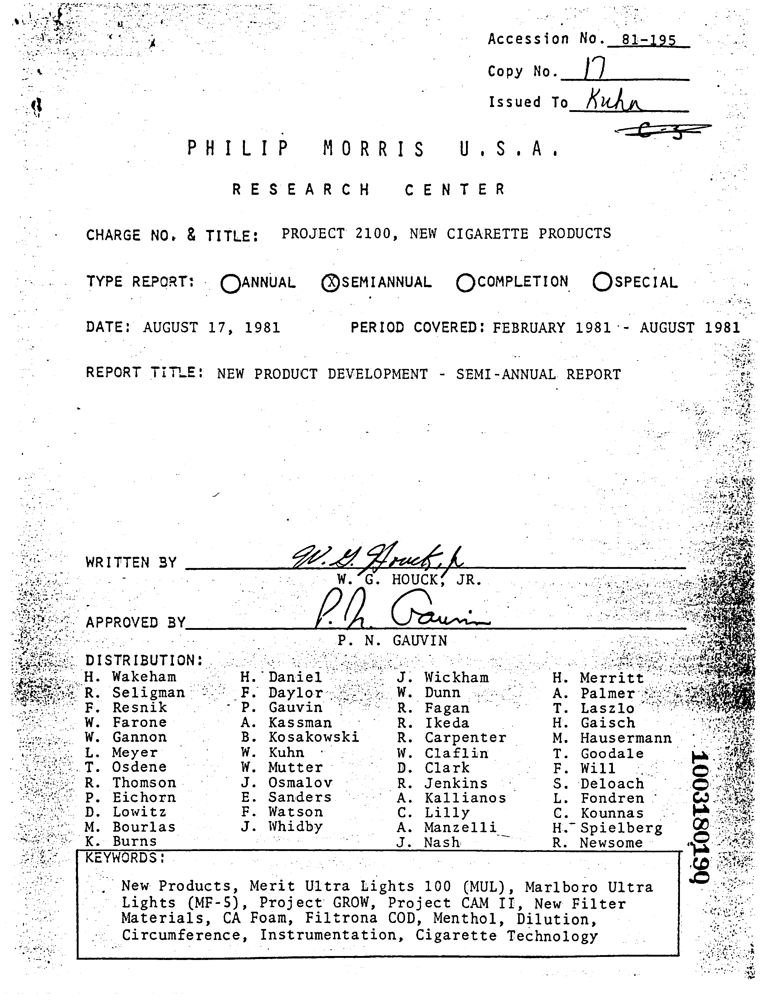 Accession No. 81-195
Copy No. 17
Issued To Kuhn
C-5
PHILIP MORRIS U.S.A.
RESEARCH CENTER
CHARGE NO. & TITLE: PROJECT 2100, NEW CIGARETTE PRODUCTS
TYPE REPORT: ◯ANNUAL ⓧSEMIANNUAL ◯COMPLETION ◯SPECIAL
DATE: AUGUST 17, 1981 PERIOD COVERED: FEBRUARY 1981 - AUGUST 1981
REPORT TITLE: NEW PRODUCT DEVELOPMENT - SEMI-ANNUAL REPORT
WRITTEN BY W. G. Houck, Jr
W. G. HOUCK, JR.
APPROVED BY P. N. Gauvin
P. N. GAUVIN
DISTRIBUTION:
H. Wakeham H. Daniel J. Wickham H. Merritt
R. Seligman F. Daylor W. Dunn A. Palmer
F. Resnik P. Gauvin R. Fagan T. Laszlo
W. Farone A. Kassman R. Ikeda H. Gaisch
W. Gannon B. Kosakowski R. Carpenter M. Hausermann
L. Meyer W. Kuhn W. Claflin T. Goodale
T. Osdene W. Mutter D. Clark F. Will
R. Thomson J. Osmalov R. Jenkins S. Deloach
P. Eichorn E. Sanders A. Kallianos L. Fondren
D. Lowitz F. Watson C. Lilly C. Kounnas
M. Bourlas J. Whidby A. Manzelli H. Spielberg
K. Burns J. Nash R. Newsome
1003180190
KEYWORDS:
New Products, Merit Ultra Lights 100 (MUL), Marlboro Ultra
Lights (MF-5), Project GROW, Project CAM II, New Filter
Materials, CA Foam, Filtrona COD, Menthol, Dilution,
Circumference, Instrumentation, Cigarette Technology